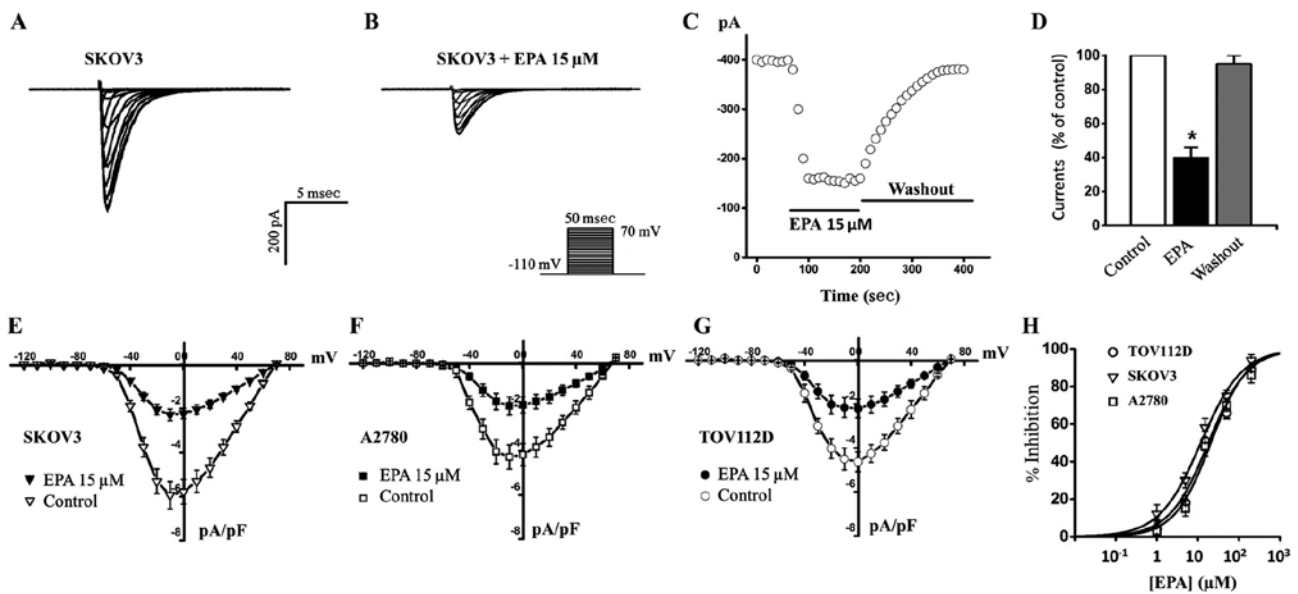 A
SKOV3
200 pA
5 msec
B
SKOV3 + EPA 15 µM
50 msec
70 mV
-110 mV
C
pA
-400
-300
-200
-100
0
EPA 15 µM
Washout
0 100 200 300 400
Time (sec)
D
Currents (% of control)
100
80
60
40
20
0
*
Control
EPA
Washout
E
-120 -80 -40 0 40 80
mV
-2
-4
-6
-8
SKOV3
EPA 15 µM
Control
pA/pF
F
-120 -80 -40 0 40 80
mV
-2
-4
-6
-8
A2780
EPA 15 µM
Control
pA/pF
G
-120 -80 -40 0 40 80
mV
-2
-4
-6
-8
TOV112D
EPA 15 µM
Control
pA/pF
H
% Inhibition
100
80
60
40
20
0
TOV112D
SKOV3
A2780
10⁻¹ 1 10 10² 10³
[EPA] (µM)